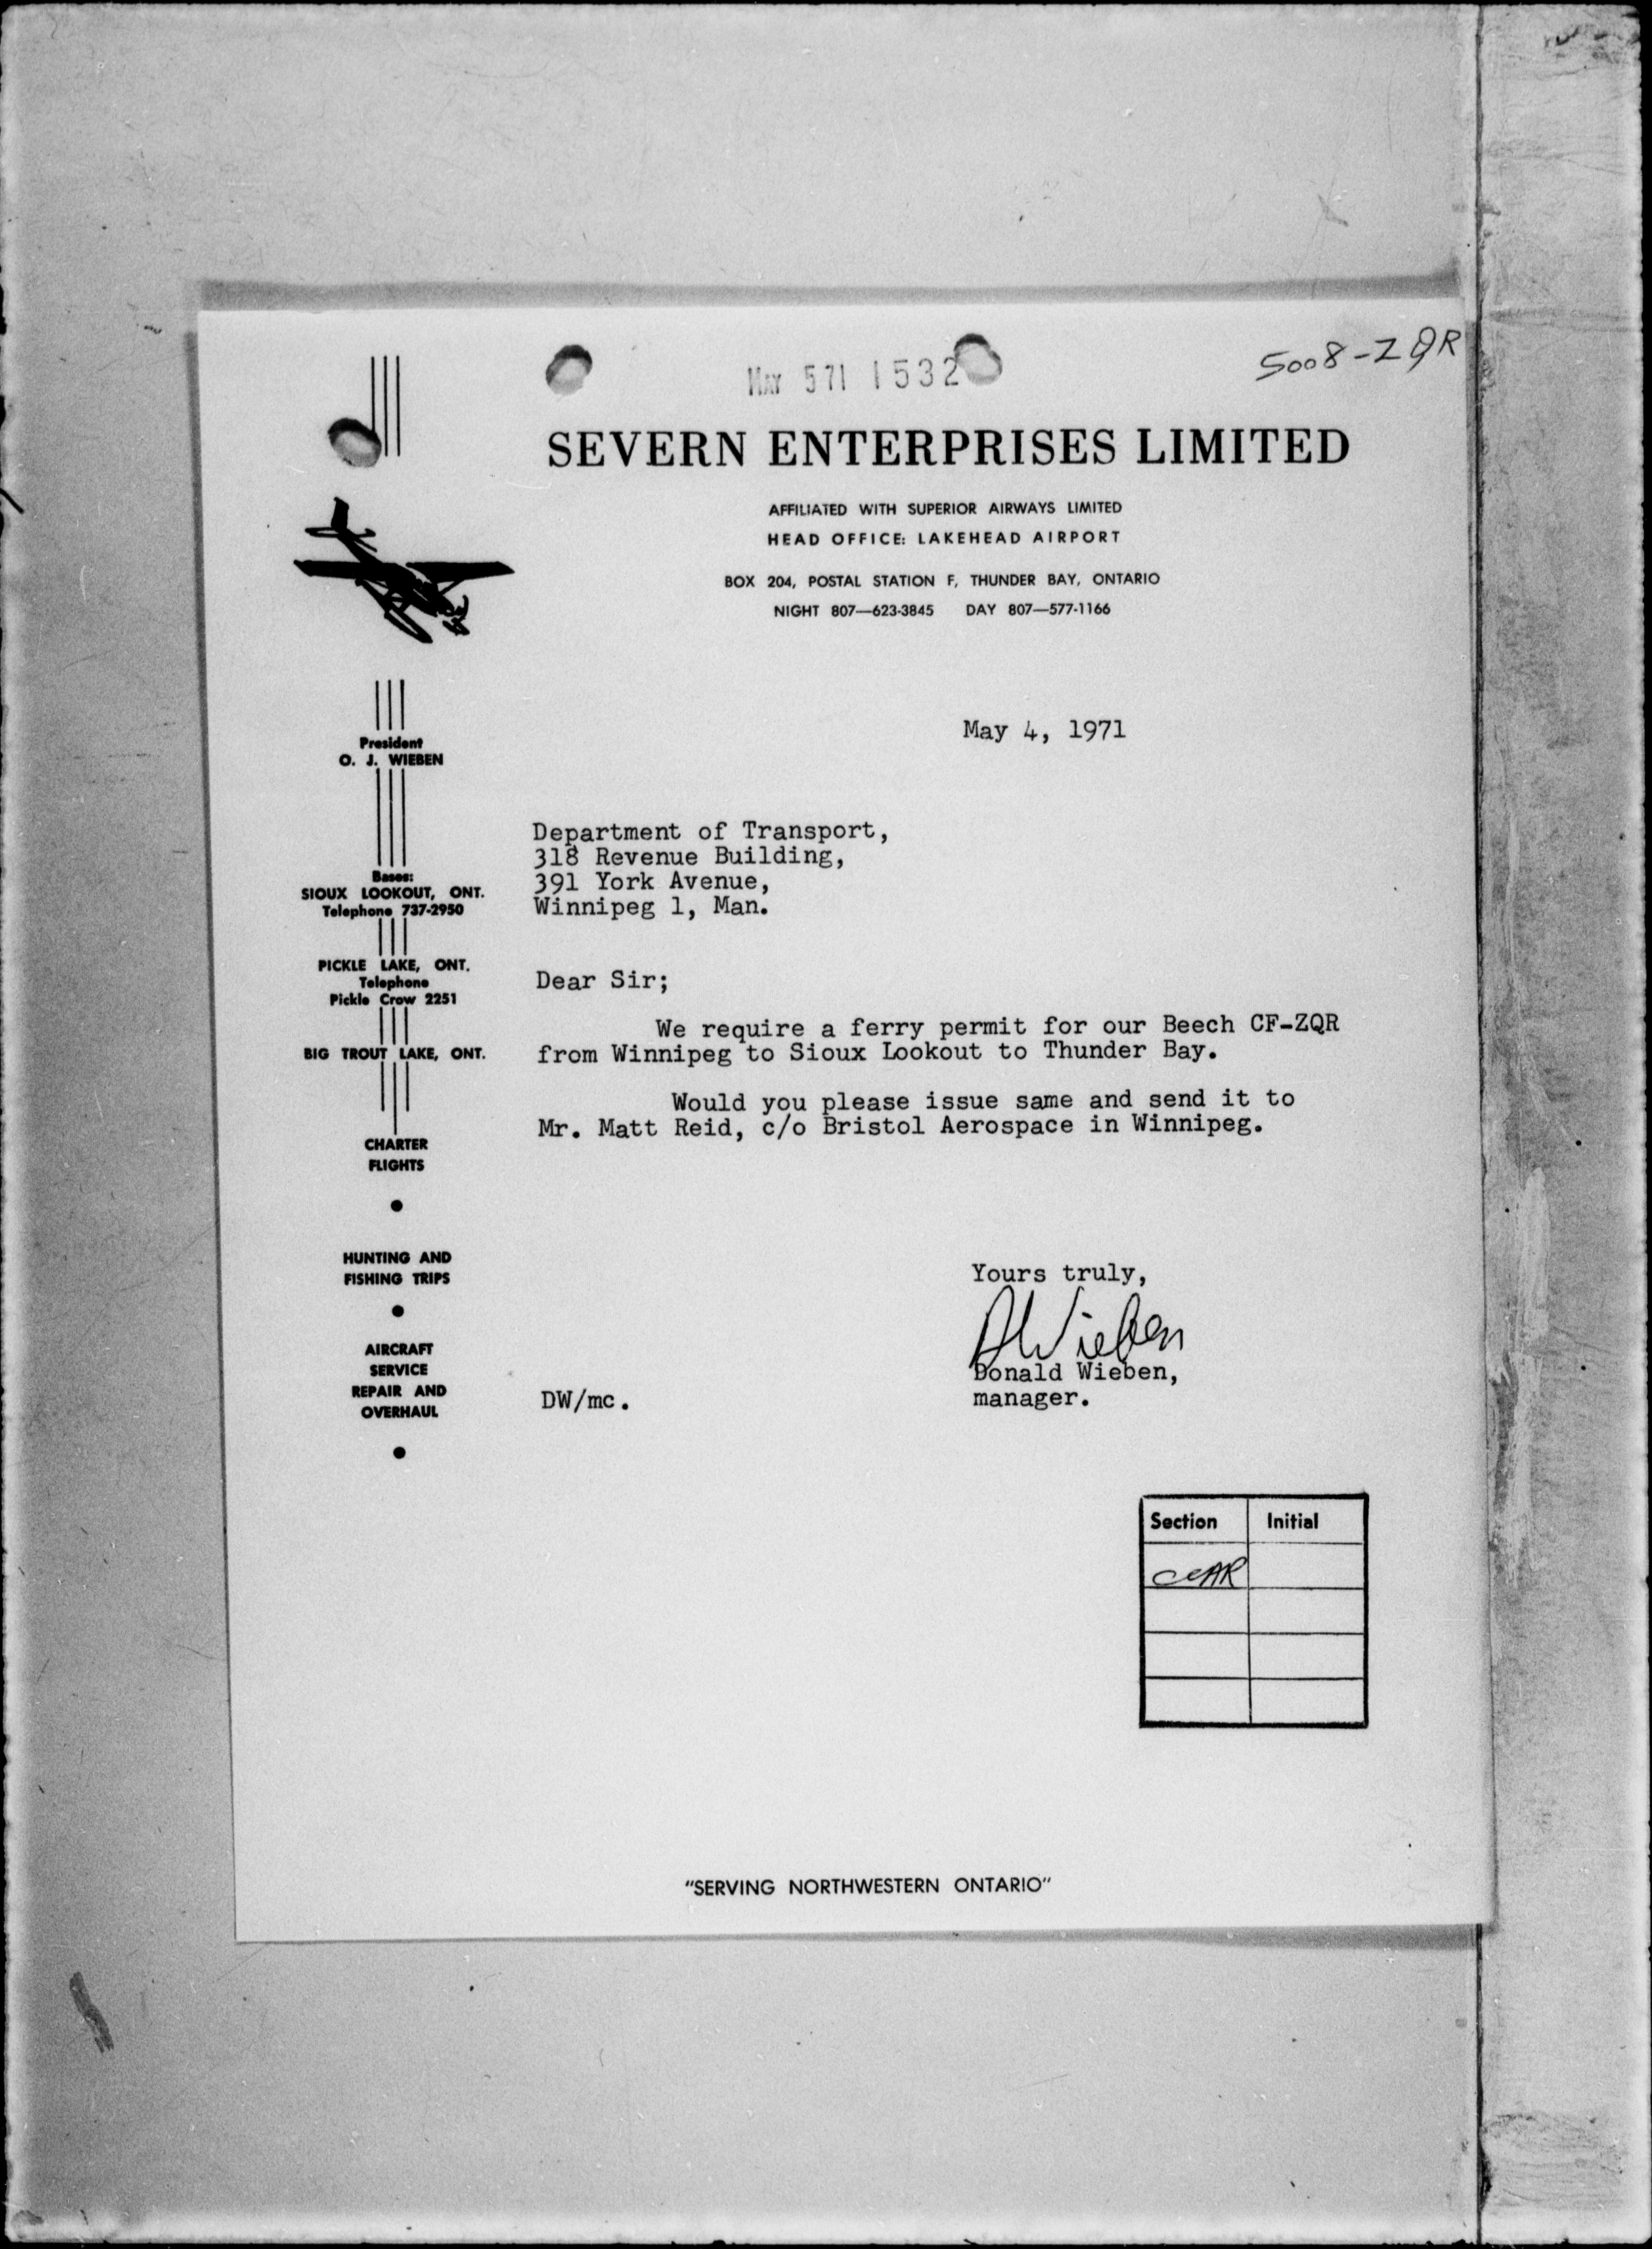 5008-ZQR
MAY 5 71 1532
SEVERN ENTERPRISES LIMITED
AFFILIATED WITH SUPERIOR AIRWAYS LIMITED
HEAD OFFICE: LAKEHEAD AIRPORT
BOX 204, POSTAL STATION F, THUNDER BAY, ONTARIO
NIGHT 807—623-3845 DAY 807—577-1166
President
O. J. WIEBEN
Bases:
SIOUX LOOKOUT, ONT.
Telephone 737-2950
PICKLE LAKE, ONT.
Telephone
Pickle Crow 2251
BIG TROUT LAKE, ONT.
CHARTER
FLIGHTS
HUNTING AND
FISHING TRIPS
AIRCRAFT
SERVICE
REPAIR AND
OVERHAUL
May 4, 1971
Department of Transport,
318 Revenue Building,
391 York Avenue,
Winnipeg 1, Man.
Dear Sir;
We require a ferry permit for our Beech CF-ZQR
from Winnipeg to Sioux Lookout to Thunder Bay.
Would you please issue same and send it to
Mr. Matt Reid, c/o Bristol Aerospace in Winnipeg.
Yours truly,
DWieben
Donald Wieben,
manager.
DW/mc.
Section Initial
"SERVING NORTHWESTERN ONTARIO"